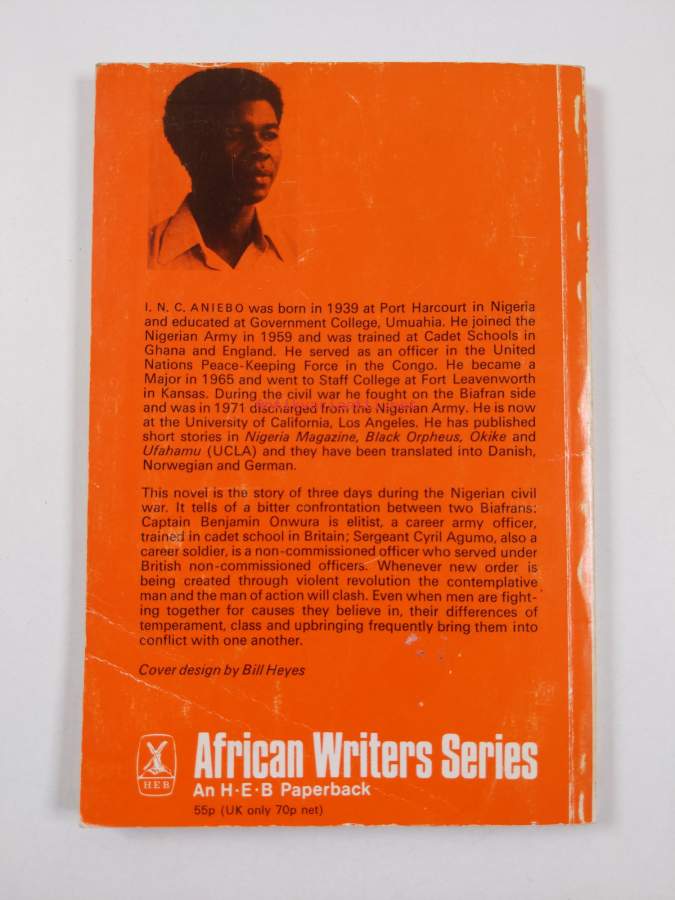 I. N. C. ANIEBO was born in 1939 at Port Harcourt in Nigeria
and educated at Government College, Umuahia. He joined the
Nigerian Army in 1959 and was trained at Cadet Schools in
Ghana and England. He served as an officer in the United
Nations Peace-Keeping Force in the Congo. He became a
Major in 1965 and went to Staff College at Fort Leavenworth
in Kansas. During the civil war he fought on the Biafran side
and was in 1971 discharged from the Nigerian Army. He is now
at the University of California, Los Angeles. He has published
short stories in Nigeria Magazine, Black Orpheus, Okike and
Ufahamu (UCLA) and they have been translated into Danish,
Norwegian and German.
This novel is the story of three days during the Nigerian civil
war. It tells of a bitter confrontation between two Biafrans:
Captain Benjamin Onwura is elitist, a career army officer,
trained in cadet school in Britain; Sergeant Cyril Agumo, also a
career soldier, is a non-commissioned officer who served under
British non-commissioned officers. Whenever new order is
being created through violent revolution the contemplative
man and the man of action will clash. Even when men are fight-
ing together for causes they believe in, their differences of
temperament, class and upbringing frequently bring them into
conflict with one another.
Cover design by Bill Heyes
African Writers Series
An H·E·B Paperback
HEB
55p (UK only 70p net)